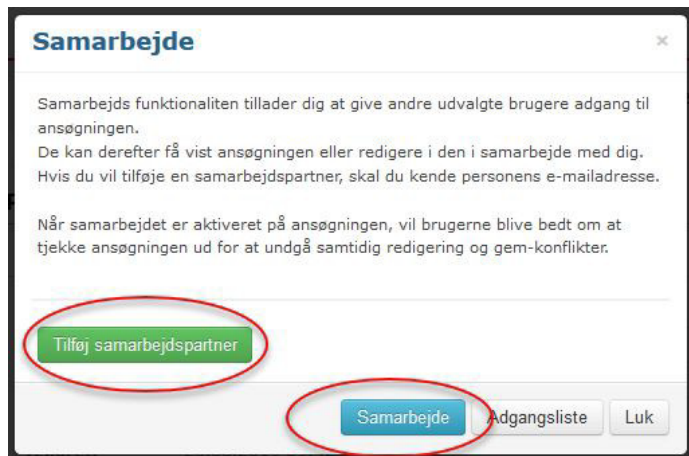 Samarbejde ×
Samarbejds funktionaliten tillader dig at give andre udvalgte brugere adgang til
ansøgningen.
De kan derefter få vist ansøgningen eller redigere i den i samarbejde med dig.
Hvis du vil tilføje en samarbejdspartner, skal du kende personens e-mailadresse.
Når samarbejdet er aktiveret på ansøgningen, vil brugerne blive bedt om at
tjekke ansøgningen ud for at undgå samtidig redigering og gem-konflikter.
Tilføj samarbejdspartner
Samarbejde Adgangsliste Luk